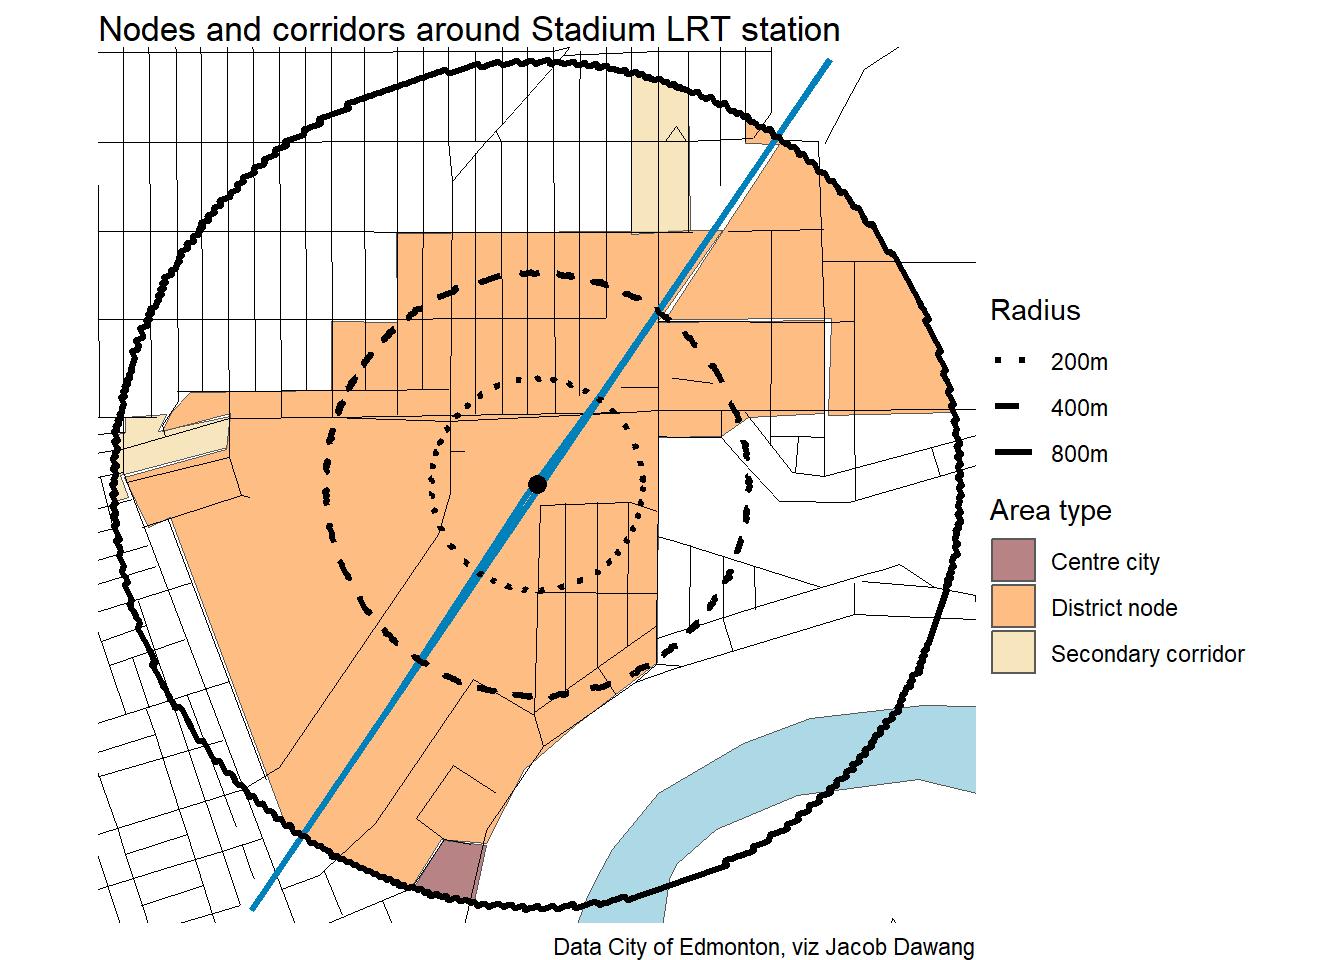 Nodes and corridors around Stadium LRT station
Radius
200m
400m
800m
Area type
Centre city
District node
Secondary corridor
Data City of Edmonton, viz Jacob Dawang